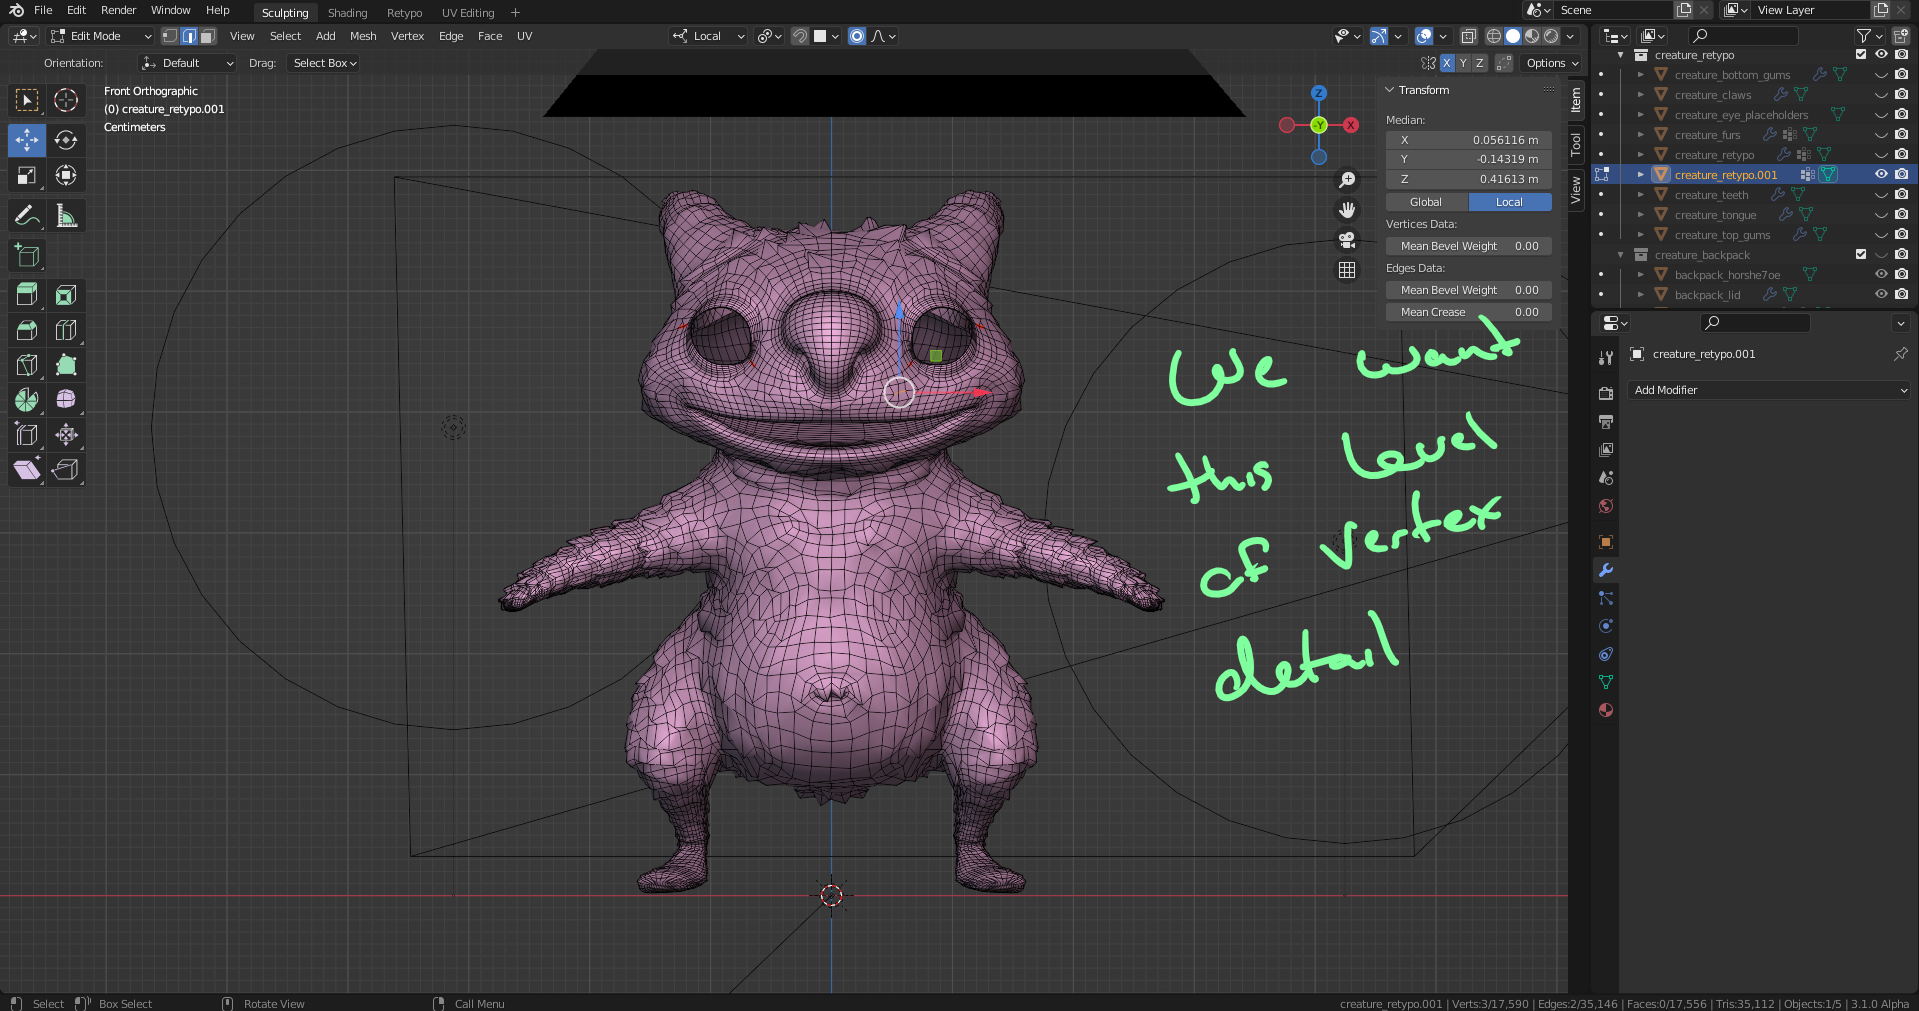 File Edit Render Window Help Sculpting Shading Retypo UV Editing + Scene View Layer
Edit Mode View Select Add Mesh Vertex Edge Face UV Local
Orientation: Default Drag: Select Box X Y Z Options
Front Orthographic
(0) creature_retypo.001
Centimeters
Z
-Y
X
Transform
Median:
X 0.056116 m
Y -0.14319 m
Z 0.41613 m
Global Local
Vertices Data:
Mean Bevel Weight 0.00
Edges Data:
Mean Bevel Weight 0.00
Mean Crease 0.00
Item
Tool
View
creature_retypo
creature_bottom_gums
creature_claws
creature_eye_placeholders
creature_furs
creature_retypo
creature_retypo.001
creature_teeth
creature_tongue
creature_top_gums
creature_backpack
backpack_horshe7oe
backpack_lid
creature_retypo.001
Add Modifier
We want
this level
of vertex
detail
Select Box Select Rotate View Call Menu
creature_retypo.001 | Verts:3/17,590 | Edges:2/35,146 | Faces:0/17,556 | Tris:35,112 | Objects:1/5 | 3.1.0 Alpha